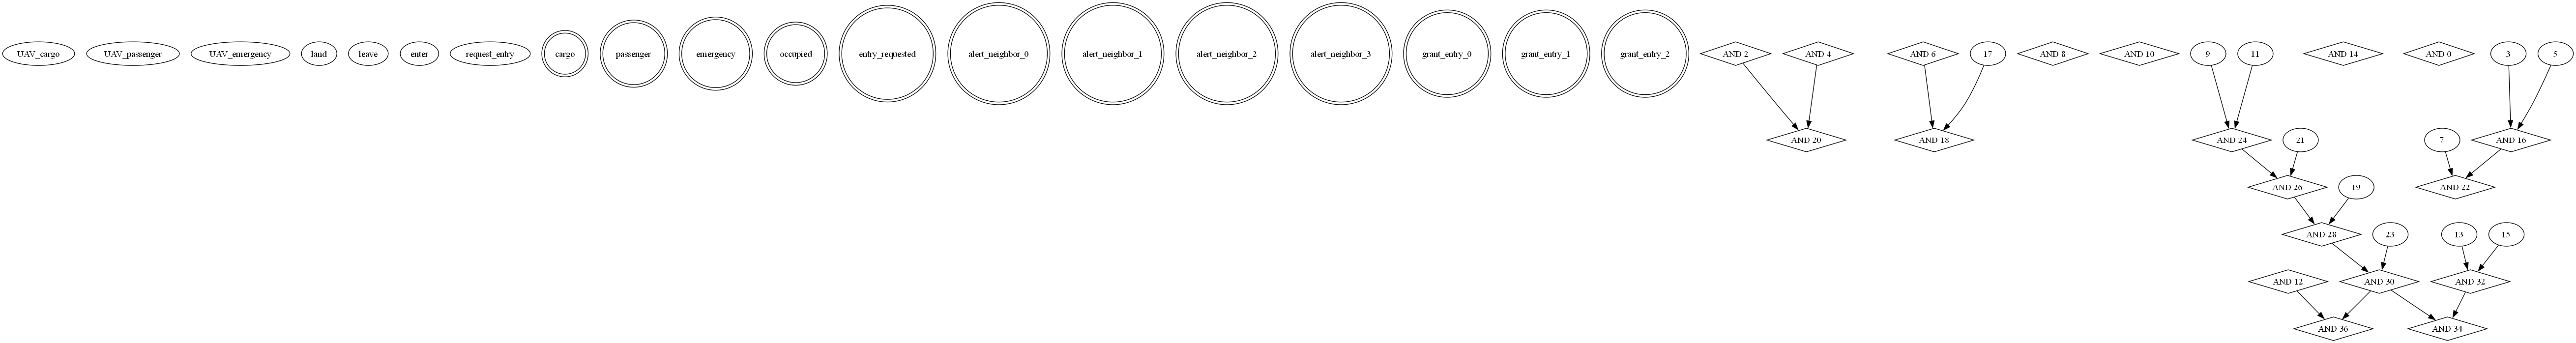 UAV_cargo
UAV_passenger
UAV_emergency
land
leave
enter
request_entry
cargo
passenger
emergency
occupied
entry_requested
alert_neighbor_0
alert_neighbor_1
alert_neighbor_2
alert_neighbor_3
grant_entry_0
grant_entry_1
grant_entry_2
AND 2
AND 4
AND 6
17
AND 8
AND 10
9
11
AND 14
AND 0
3
5
AND 20
AND 18
AND 24
21
7
AND 16
AND 26
19
AND 22
AND 28
23
13
15
AND 12
AND 30
AND 32
AND 36
AND 34